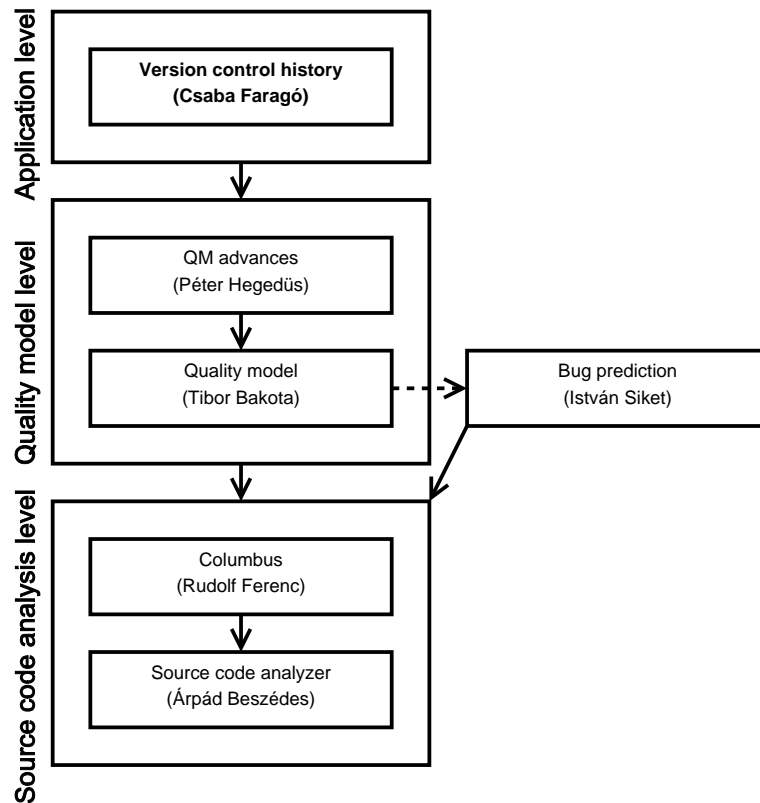 Application level
Version control history
(Csaba Faragó)
Quality model level
QM advances
(Péter Hegedüs)
Quality model
(Tibor Bakota)
Bug prediction
(István Siket)
Source code analysis level
Columbus
(Rudolf Ferenc)
Source code analyzer
(Árpád Beszédes)